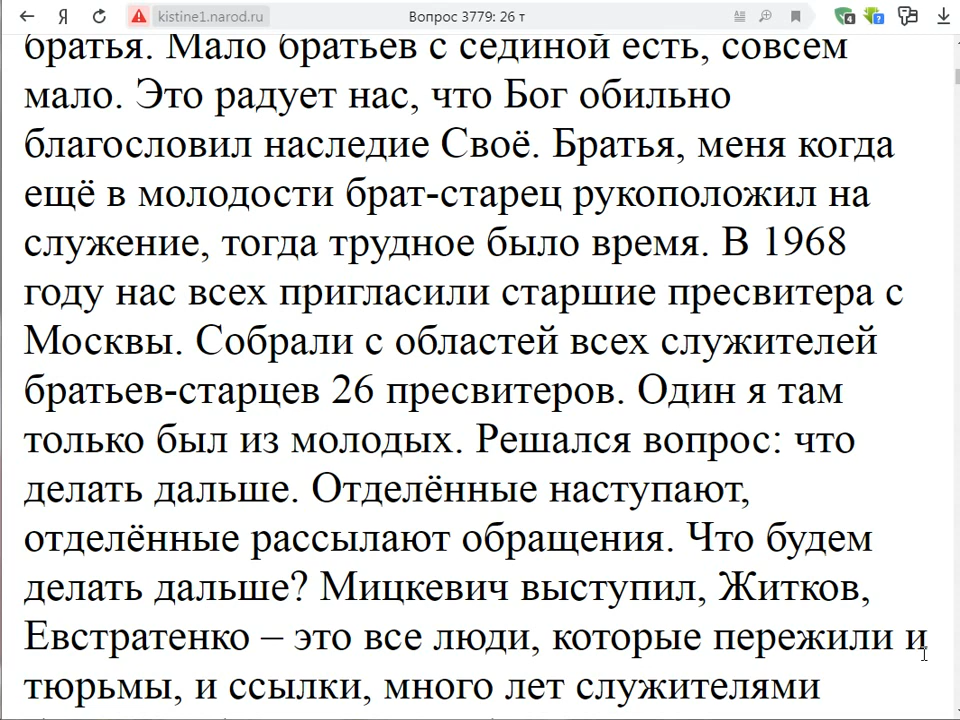 Я
kistine1.narod.ru
Вопрос 3779: 26 т
4
?
братья. Мало братьев с сединой есть, совсем
мало. Это радует нас, что Бог обильно
благословил наследие Своё. Братья, меня когда
ещё в молодости брат-старец рукоположил на
служение, тогда трудное было время. В 1968
году нас всех пригласили старшие пресвитера с
Москвы. Собрали с областей всех служителей
братьев-старцев 26 пресвитеров. Один я там
только был из молодых. Решался вопрос: что
делать дальше. Отделённые наступают,
отделённые рассылают обращения. Что будем
делать дальше? Мицкевич выступил, Житков,
Евстратенко – это все люди, которые пережили и
тюрьмы, и ссылки, много лет служителями